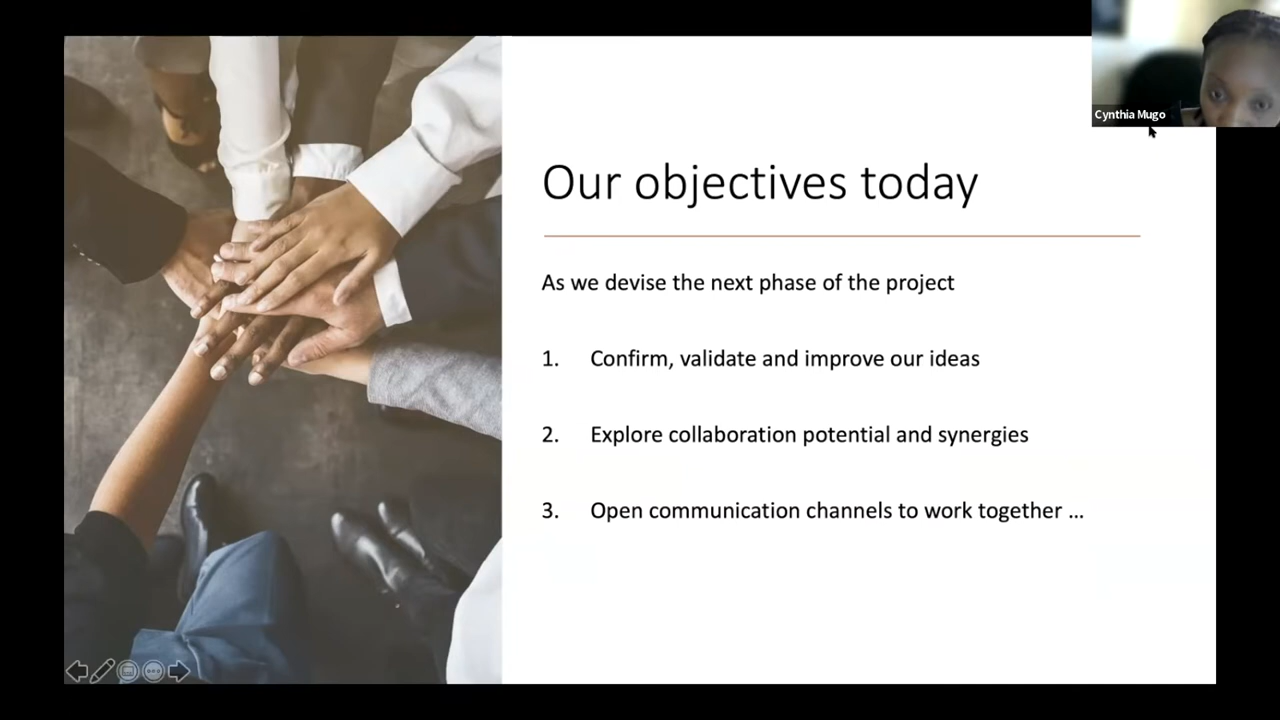 Cynthia Mugo
Our objectives today
As we devise the next phase of the project
1. Confirm, validate and improve our ideas
2. Explore collaboration potential and synergies
3. Open communication channels to work together ...